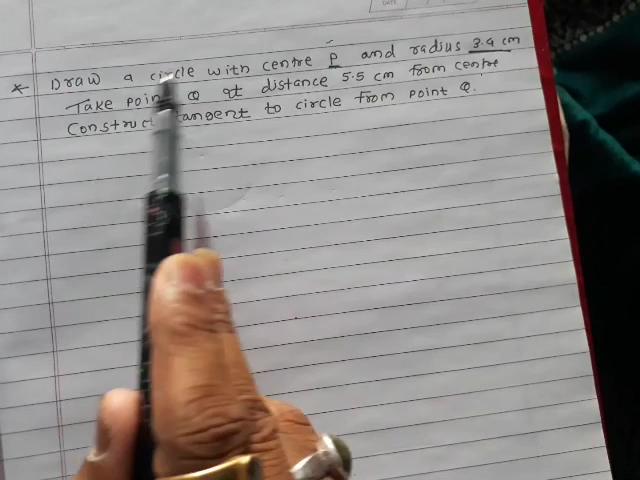 * Draw a circle with centre P and radius 3.4 cm
Take point Q at distance 5.5 cm from centre
Construct tangent to circle from point Q.
DATE